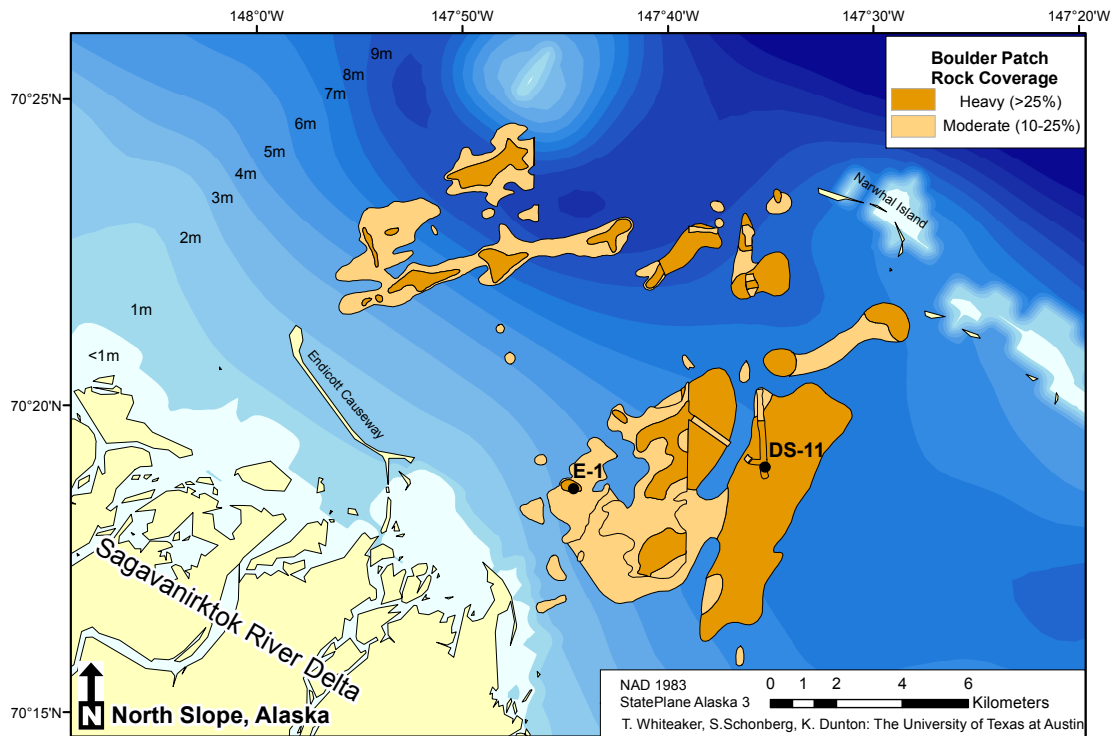 148°0'W
147°50'W
147°40'W
147°30'W
147°20'W
70°25'N
70°20'N
70°15'N
Boulder Patch
Rock Coverage
Heavy (>25%)
Moderate (10-25%)
9m
8m
7m
6m
5m
4m
3m
2m
1m
<1m
Narwhal Island
Endicott Causeway
E-1
DS-11
Sagavanirktok River Delta
N
North Slope, Alaska
NAD 1983
StatePlane Alaska 3
0 1 2 4 6
Kilometers
T. Whiteaker, S.Schonberg, K. Dunton: The University of Texas at Austin